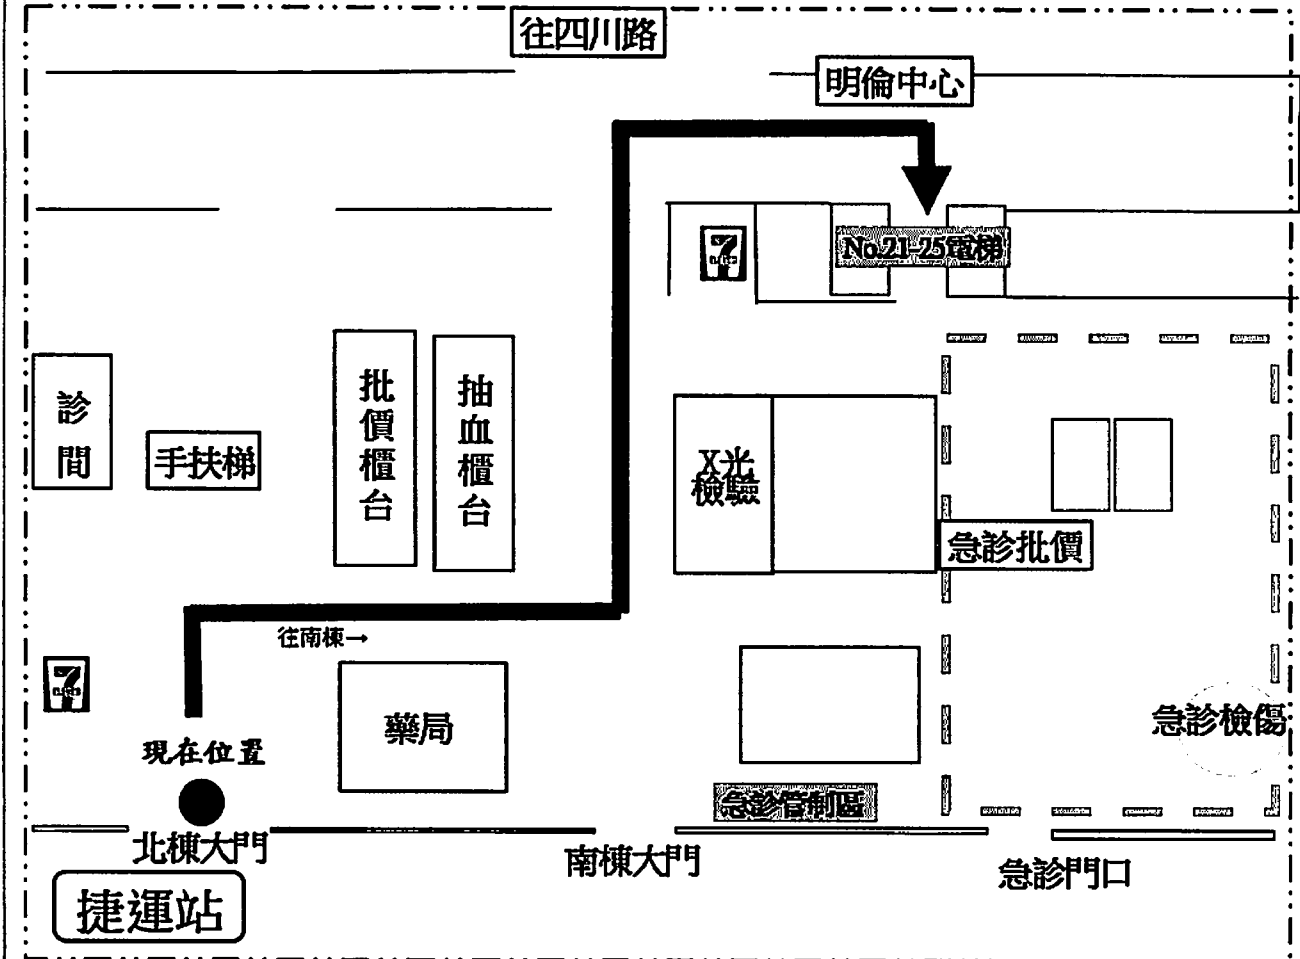 往四川路
明倫中心
No.21-25電梯
診間
手扶梯
批價櫃台
抽血櫃台
X光
檢驗
急診批價
往南棟→
藥局
現在位置
急診檢傷
急診管制區
北棟大門
南棟大門
急診門口
捷運站
7
7